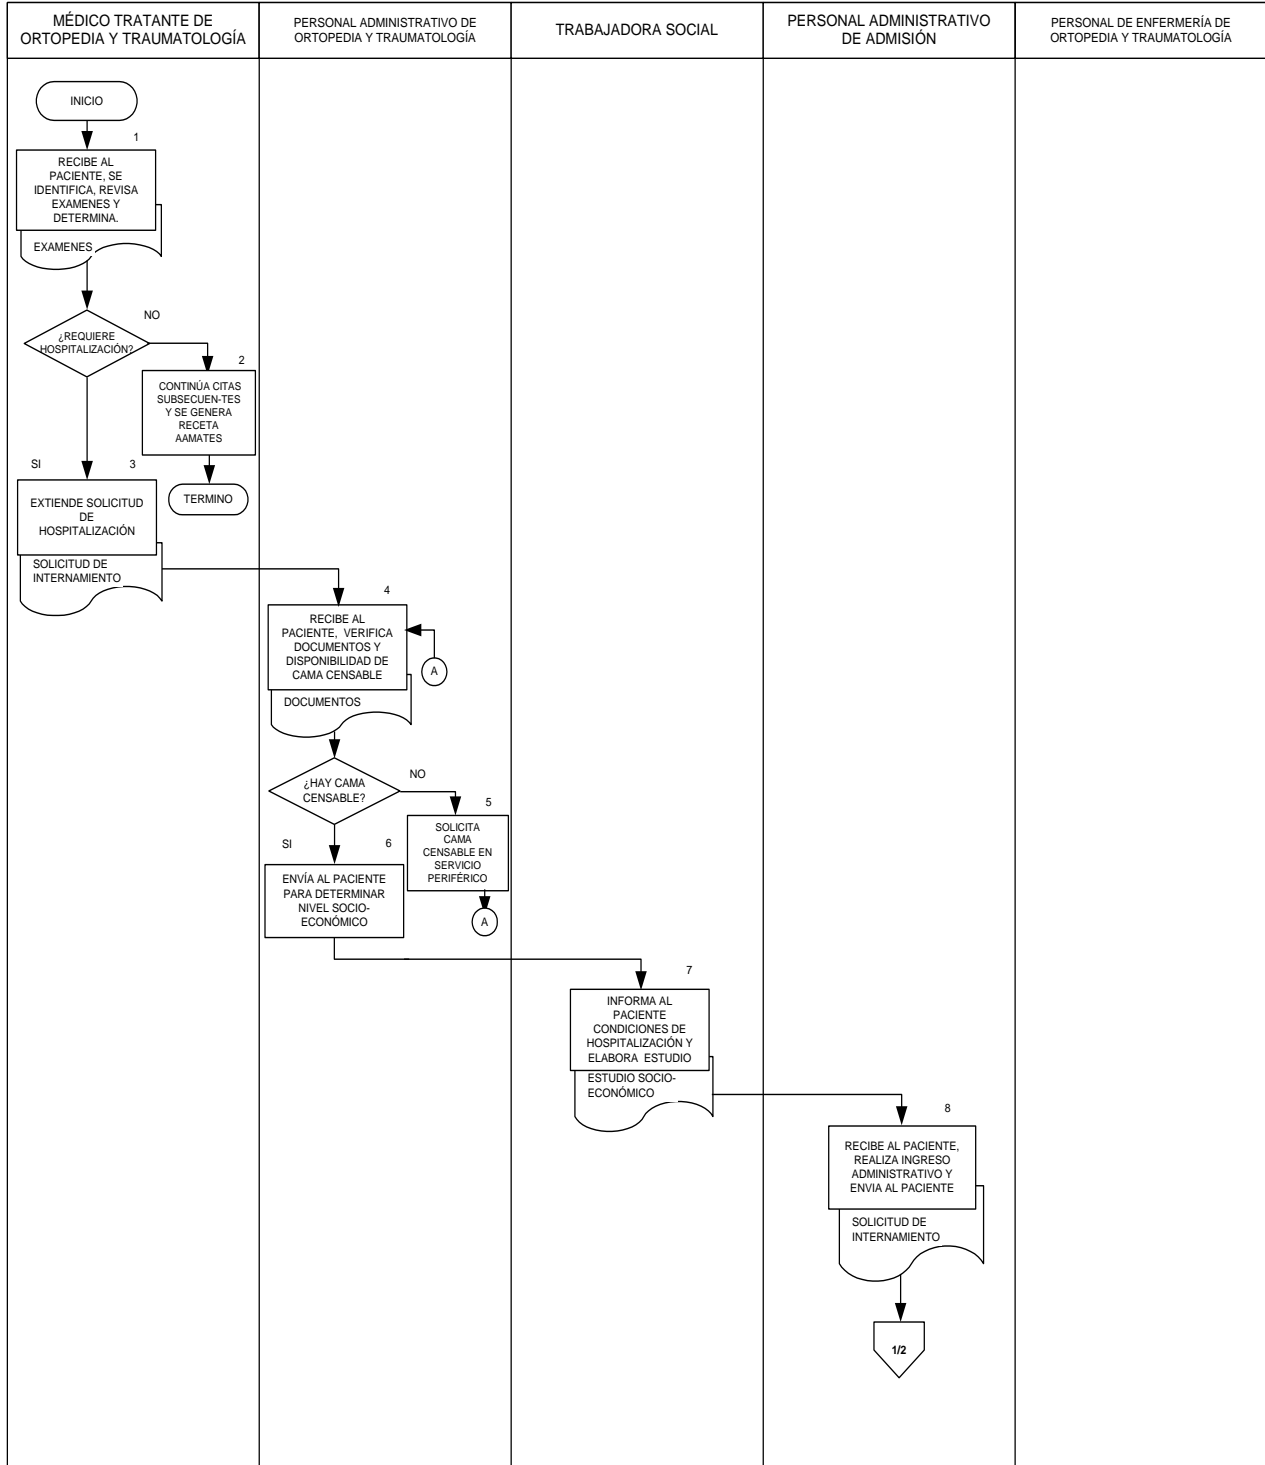 MÉDICO TRATANTE DE
ORTOPEDIA Y TRAUMATOLOGÍA
PERSONAL ADMINISTRATIVO DE
ORTOPEDIA Y TRAUMATOLOGÍA
TRABAJADORA SOCIAL
PERSONAL ADMINISTRATIVO
DE ADMISIÓN
PERSONAL DE ENFERMERÍA DE
ORTOPEDIA Y TRAUMATOLOGÍA
INICIO
1
RECIBE AL
PACIENTE, SE
IDENTIFICA, REVISA
EXAMENES Y
DETERMINA.
EXAMENES
NO
¿REQUIERE
HOSPITALIZACIÓN?
2
CONTINÚA CITAS
SUBSECUEN-TES
Y SE GENERA
RECETA
AAMATES
TERMINO
SI
3
EXTIENDE SOLICITUD
DE
HOSPITALIZACIÓN
SOLICITUD DE
INTERNAMIENTO
4
RECIBE AL
PACIENTE, VERIFICA
DOCUMENTOS Y
DISPONIBILIDAD DE
CAMA CENSABLE
A
DOCUMENTOS
¿HAY CAMA
CENSABLE?
NO
5
SOLICITA
CAMA
CENSABLE EN
SERVICIO
PERIFÉRICO
A
SI
6
ENVÍA AL PACIENTE
PARA DETERMINAR
NIVEL SOCIO-
ECONÓMICO
7
INFORMA AL
PACIENTE
CONDICIONES DE
HOSPITALIZACIÓN Y
ELABORA ESTUDIO
ESTUDIO SOCIO-
ECONÓMICO
8
RECIBE AL PACIENTE,
REALIZA INGRESO
ADMINISTRATIVO Y
ENVIA AL PACIENTE
SOLICITUD DE
INTERNAMIENTO
1/2